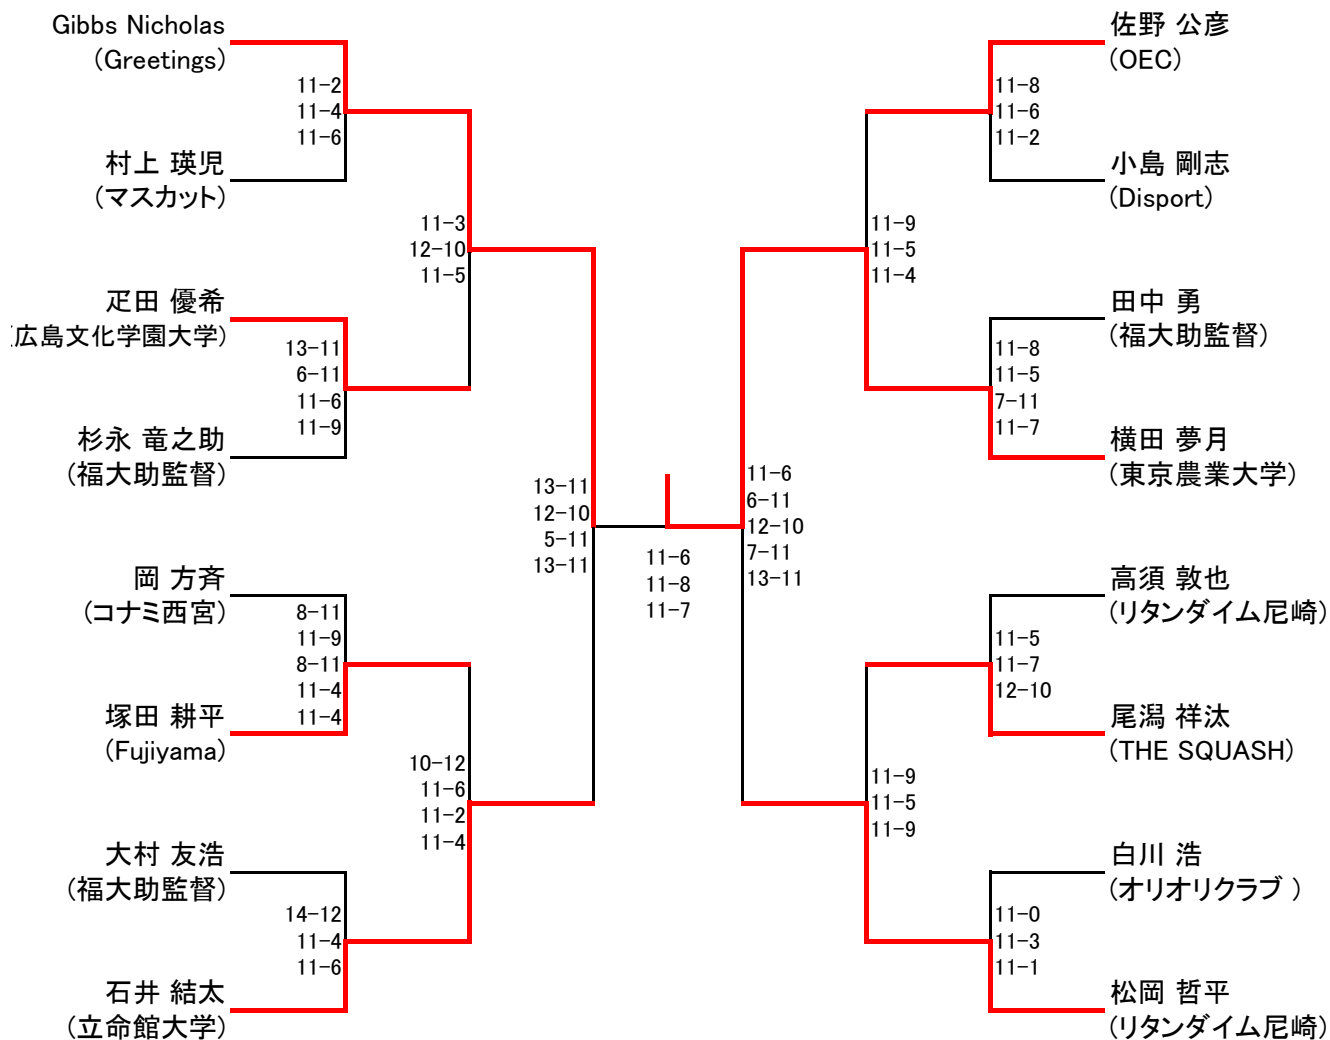 Gibbs Nicholas
(Greetings)
11-2
11-4
11-6
村上 瑛児
(マスカット)
11-3
12-10
11-5
疋田 優希
広島文化学園大学)
13-11
6-11
11-6
11-9
杉永 竜之助
(福大助監督)
13-11
12-10
5-11
13-11
岡 方斉
(コナミ西宮)
8-11
11-9
8-11
11-4
11-4
塚田 耕平
(Fujiyama)
10-12
11-6
11-2
11-4
大村 友浩
(福大助監督)
14-12
11-4
11-6
石井 結太
(立命館大学)
11-6
11-8
11-7
佐野 公彦
(OEC)
11-8
11-6
11-2
小島 剛志
(Disport)
11-9
11-5
11-4
田中 勇
(福大助監督)
11-8
11-5
7-11
11-7
横田 夢月
(東京農業大学)
11-6
6-11
12-10
7-11
13-11
高須 敦也
(リタンダイム尼崎)
11-5
11-7
12-10
尾潟 祥汰
(THE SQUASH)
11-9
11-5
11-9
白川 浩
(オリオリクラブ )
11-0
11-3
11-1
松岡 哲平
(リタンダイム尼崎)